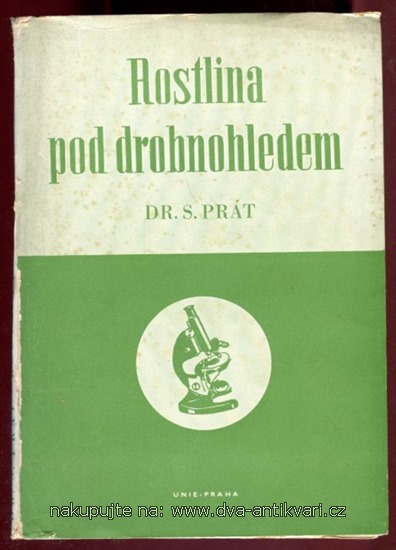 Rostlina
pod drobnohledem
DR. S. PRÁT
UNIE-PRAHA
nakupujte na: www.dva-antikvari.cz